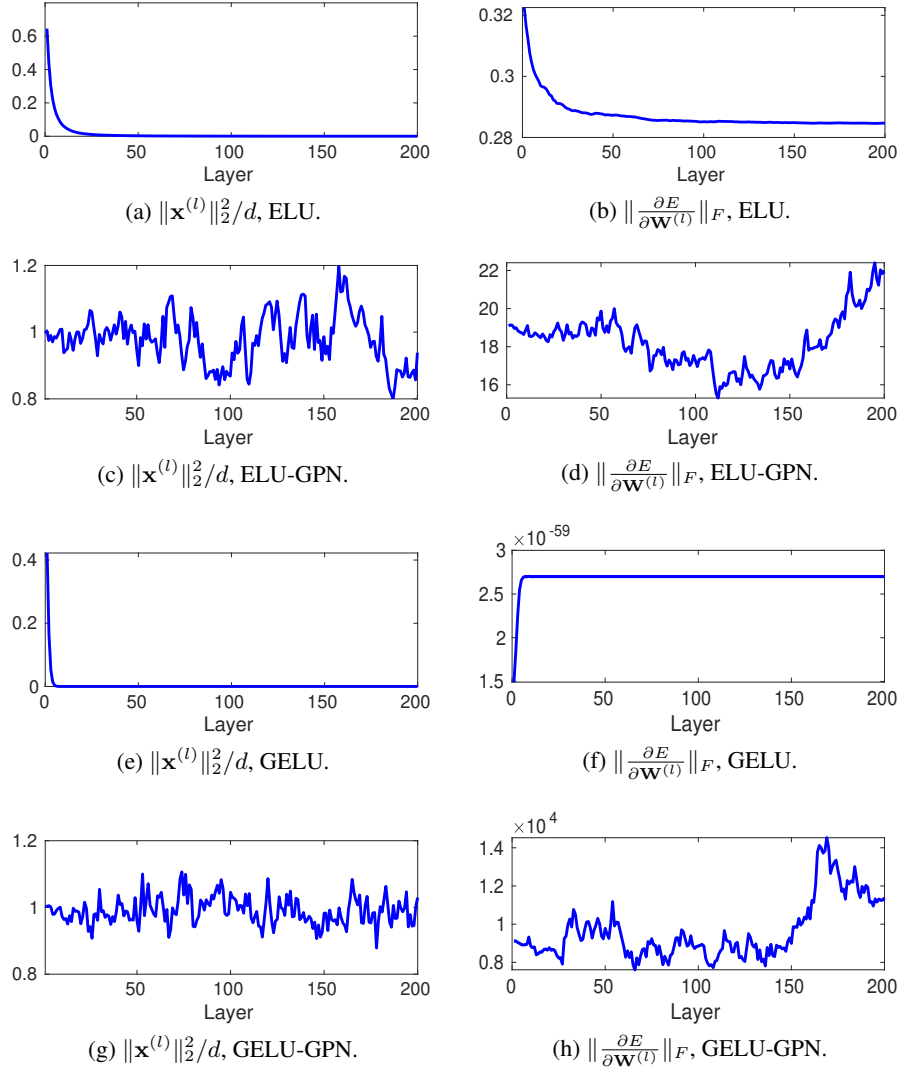 0.6
0.4
0.2
0
0 50 100 150 200
Layer
(a) ‖x^(l)‖₂²/d, ELU.
0.32
0.3
0.28
0 50 100 150 200
Layer
(b) ‖∂E/∂W^(l)‖_F, ELU.
1.2
1
0.8
50 100 150 200
Layer
(c) ‖x^(l)‖₂²/d, ELU-GPN.
22
20
18
16
0 50 100 150 200
Layer
(d) ‖∂E/∂W^(l)‖_F, ELU-GPN.
0.4
0.2
0
0 50 100 150 200
Layer
(e) ‖x^(l)‖₂²/d, GELU.
×10^-59
3
2.5
2
1.5
0 50 100 150 200
Layer
(f) ‖∂E/∂W^(l)‖_F, GELU.
1.2
1
0.8
50 100 150 200
Layer
(g) ‖x^(l)‖₂²/d, GELU-GPN.
×10^4
1.4
1.2
1
0.8
0 50 100 150 200
Layer
(h) ‖∂E/∂W^(l)‖_F, GELU-GPN.